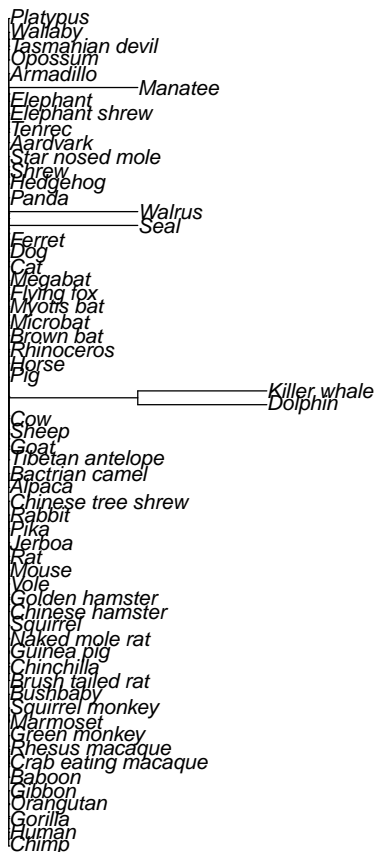 Platypus
Wallaby
Tasmanian devil
Opossum
Armadillo
Manatee
Elephant
Elephant shrew
Tenrec
Aardvark
Star nosed mole
Shrew
Hedgehog
Panda
Walrus
Seal
Ferret
Dog
Cat
Megabat
Flying fox
Myotis bat
Microbat
Brown bat
Rhinoceros
Horse
Pig
Killer whale
Dolphin
Cow
Sheep
Goat
Tibetan antelope
Bactrian camel
Alpaca
Chinese tree shrew
Rabbit
Pika
Jerboa
Rat
Mouse
Vole
Golden hamster
Chinese hamster
Squirrel
Naked mole rat
Guinea pig
Chinchilla
Brush tailed rat
Bushbaby
Squirrel monkey
Marmoset
Green monkey
Rhesus macaque
Crab eating macaque
Baboon
Gibbon
Orangutan
Gorilla
Human
Chimp